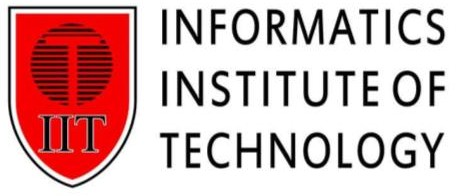 IIT
INFORMATICS
INSTITUTE OF
TECHNOLOGY